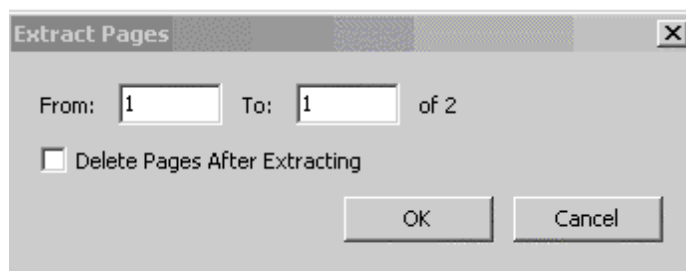 Extract Pages
From: 1 To: 1 of 2
Delete Pages After Extracting
OK Cancel